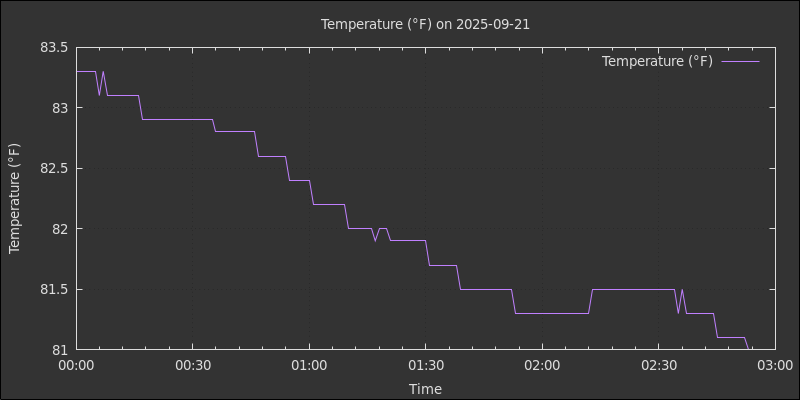 Temperature (°F) on 2025-09-21
Temperature (°F)
83.5
83
82.5
82
81.5
81
Temperature (°F)
00:00 00:30 01:00 01:30 02:00 02:30 03:00
Time